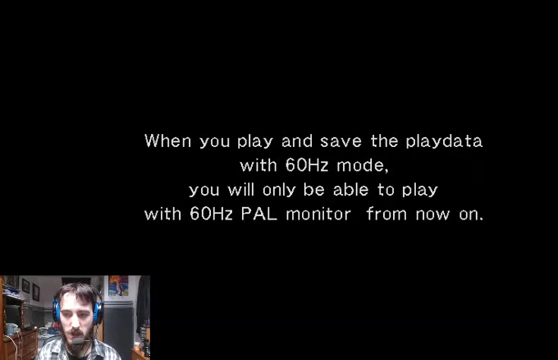 When you play and save the playdata
with 60Hz mode,
you will only be able to play
with 60Hz PAL monitor from now on.